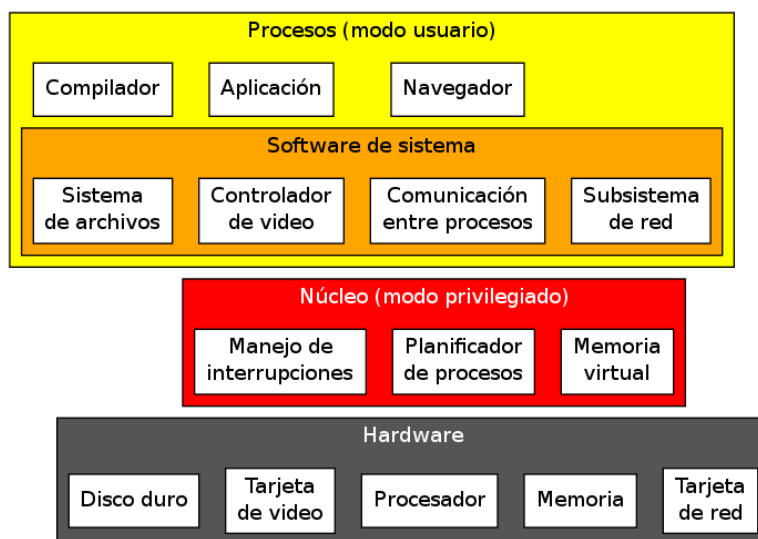 Procesos (modo usuario)
Compilador
Aplicación
Navegador
Software de sistema
Sistema
de archivos
Controlador
de video
Comunicación
entre procesos
Subsistema
de red
Núcleo (modo privilegiado)
Manejo de
interrupciones
Planificador
de procesos
Memoria
virtual
Hardware
Disco duro
Tarjeta
de video
Procesador
Memoria
Tarjeta
de red